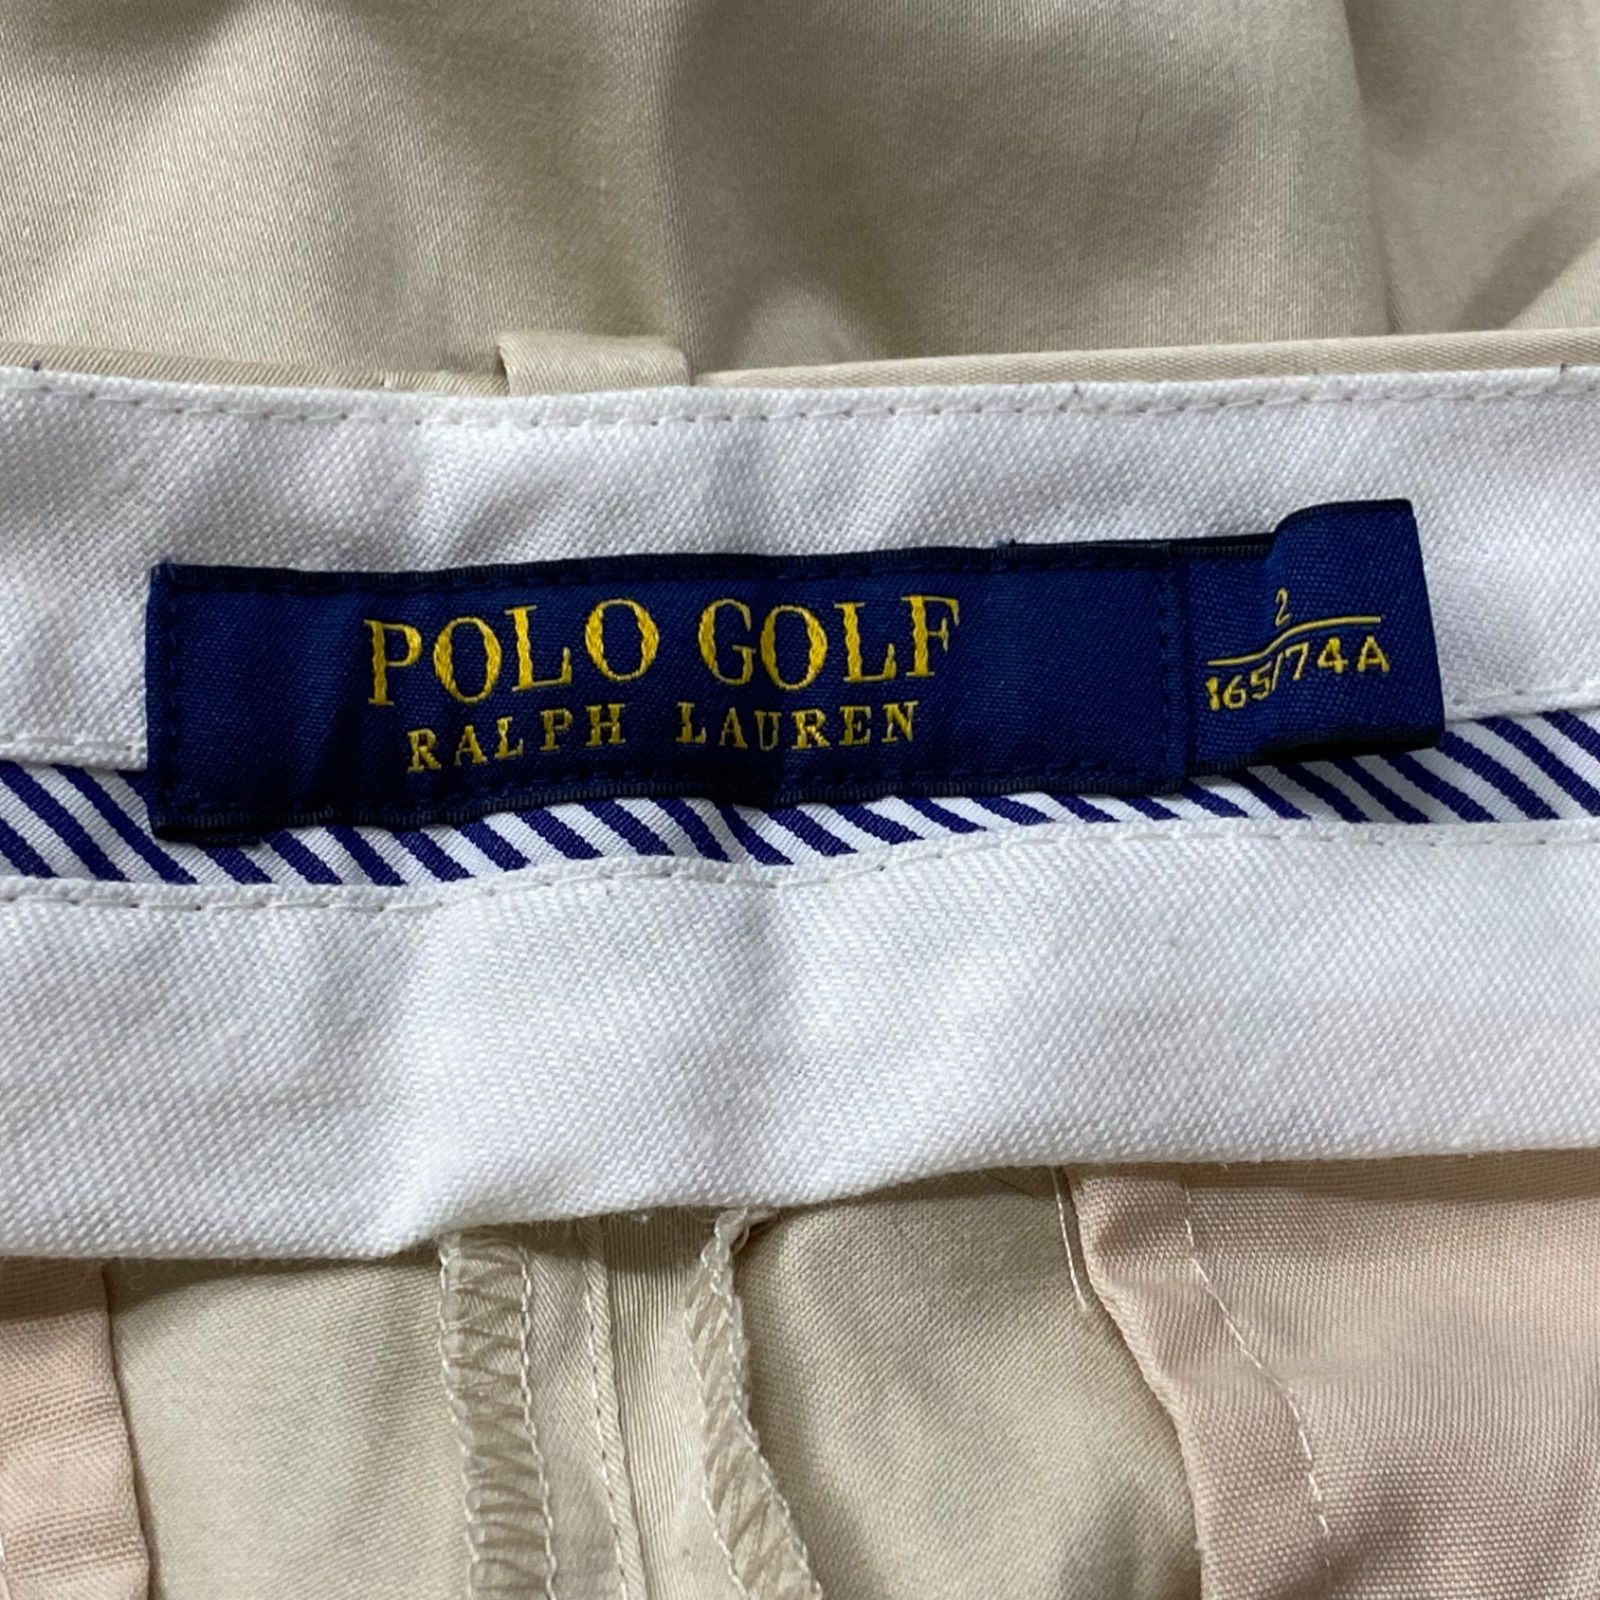 POLO GOLF
RALPH LAUREN
2
165/74A